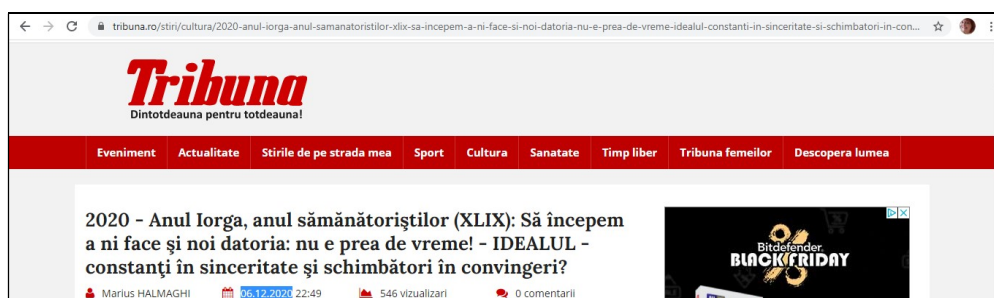 tribuna.ro/stiri/cultura/2020-anul-iorga-anul-samanatoristilor-xlix-sa-incepem-a-ni-face-si-noi-datoria-nu-e-prea-de-vreme-idealul-constanti-in-sinceritate-si-schimbatori-in-con...
Tribuna
Dintotdeauna pentru totdeauna!
Eveniment Actualitate Stirile de pe strada mea Sport Cultura Sanatate Timp liber Tribuna femeilor Descopera lumea
2020 - Anul Iorga, anul sămănătoriştilor (XLIX): Să începem
a ni face şi noi datoria: nu e prea de vreme! - IDEALUL -
constanţi în sinceritate şi schimbători în convingeri?
Marius HALMAGHI 06.12.2020 22:49 546 vizualizari 0 comentarii
Bitdefender
BLACK FRIDAY